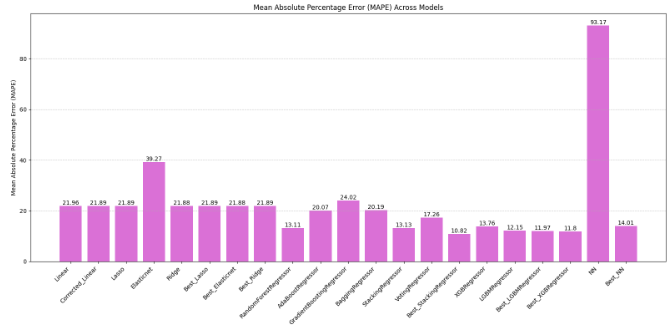 Mean Absolute Percentage Error (MAPE) Across Models
Mean Absolute Percentage Error (MAPE)
80
60
40
20
0
21.96
21.89
21.89
39.27
21.88
21.89
21.88
21.89
13.11
20.07
24.02
20.19
13.13
17.26
10.82
13.76
12.15
11.97
11.8
93.17
14.01
Linear
Corrected_Linear
Lasso
Elasticnet
Ridge
Best_Lasso
Best_Elasticnet
Best_Ridge
RandomForestRegressor
AdaBoostRegressor
GradientBoostingRegressor
BaggingRegressor
StackingRegressor
VotingRegressor
Best_StackingRegressor
XGBRegressor
LGBMRegressor
Best_LGBMRegressor
Best_XGBRegressor
NN
Best_NN